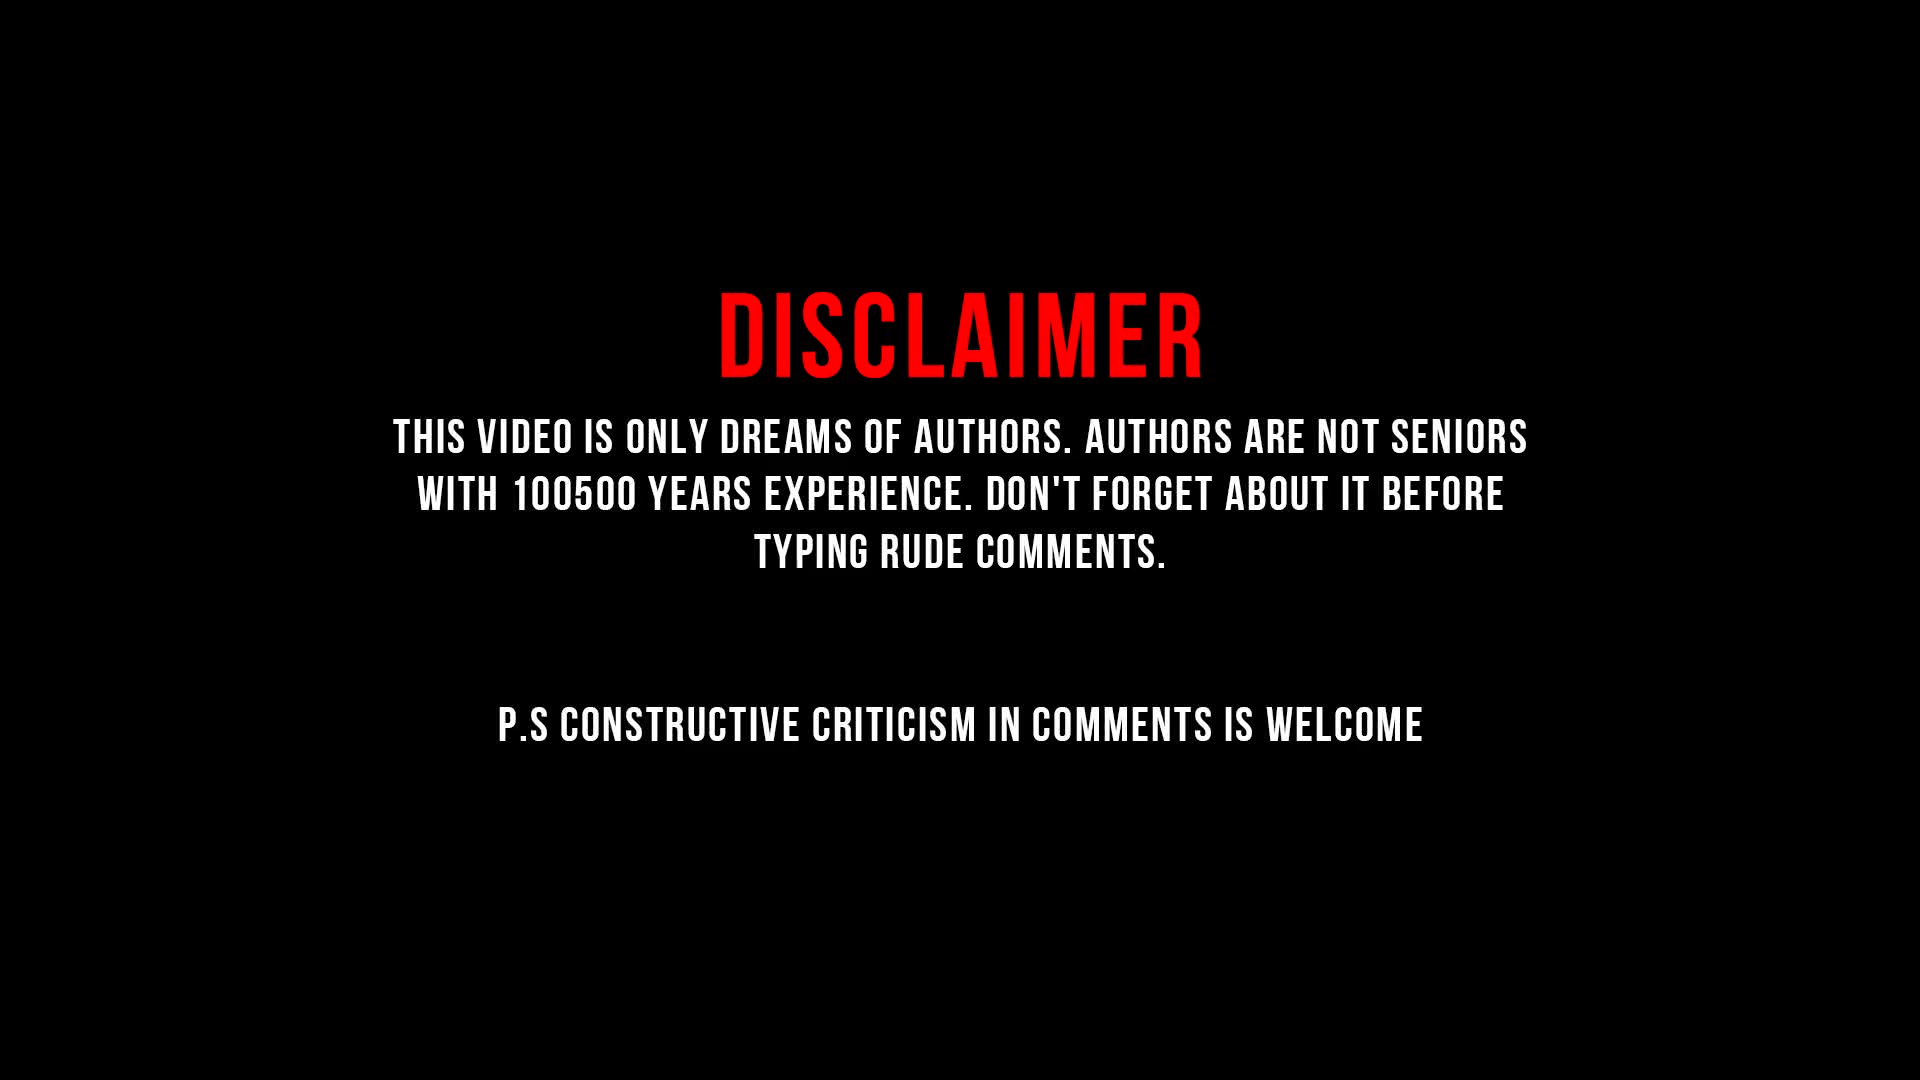 DISCLAIMER
THIS VIDEO IS ONLY DREAMS OF AUTHORS. AUTHORS ARE NOT SENIORS
WITH 100500 YEARS EXPERIENCE. DON'T FORGET ABOUT IT BEFORE
TYPING RUDE COMMENTS.
P.S CONSTRUCTIVE CRITICISM IN COMMENTS IS WELCOME